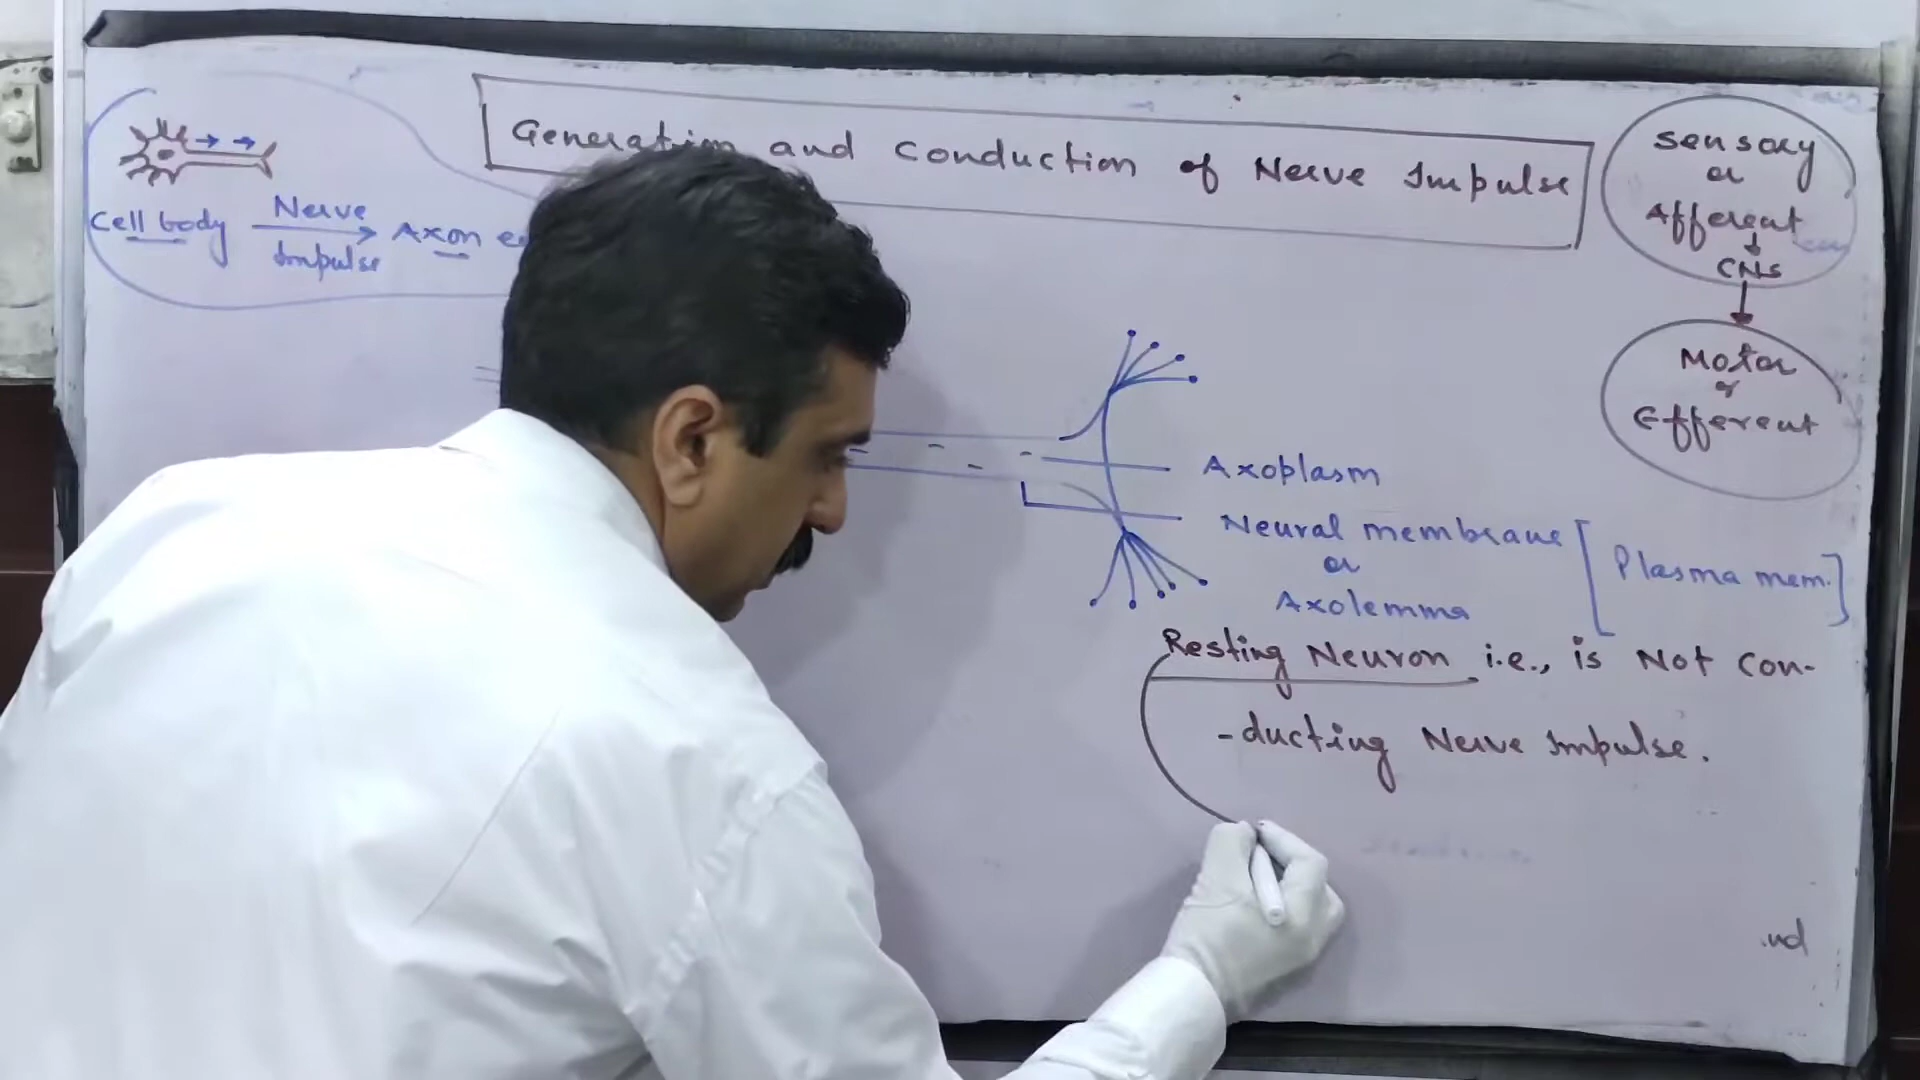 Generation and Conduction of Nerve Impulse
Cell body
Nerve
Impulse
Axon
Sensory
or
Afferent
CNS
Motor
or
Efferent
Axoplasm
Neural membrane
or
Axolemma
[Plasma mem.]
Resting Neuron i.e., is Not con-
-ducting Nerve Impulse.